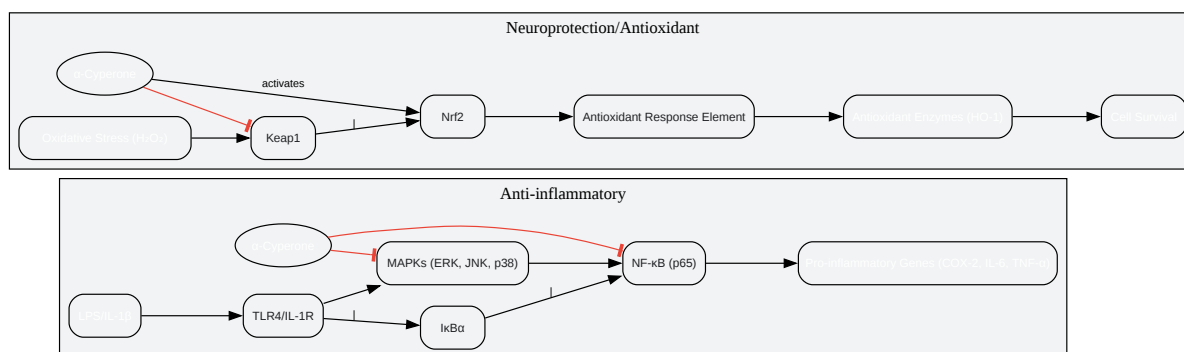 Neuroprotection/Antioxidant
α-Cyperone
activates
Oxidative Stress (H₂O₂)
Keap1
|
Nrf2
Antioxidant Response Element
Antioxidant Enzymes (HO-1)
Cell Survival
Anti-inflammatory
α-Cyperone
MAPKs (ERK, JNK, p38)
NF-κB (p65)
Pro-inflammatory Genes (COX-2, IL-6, TNF-α)
LPS/IL-1β
TLR4/IL-1R
|
IκBα
|